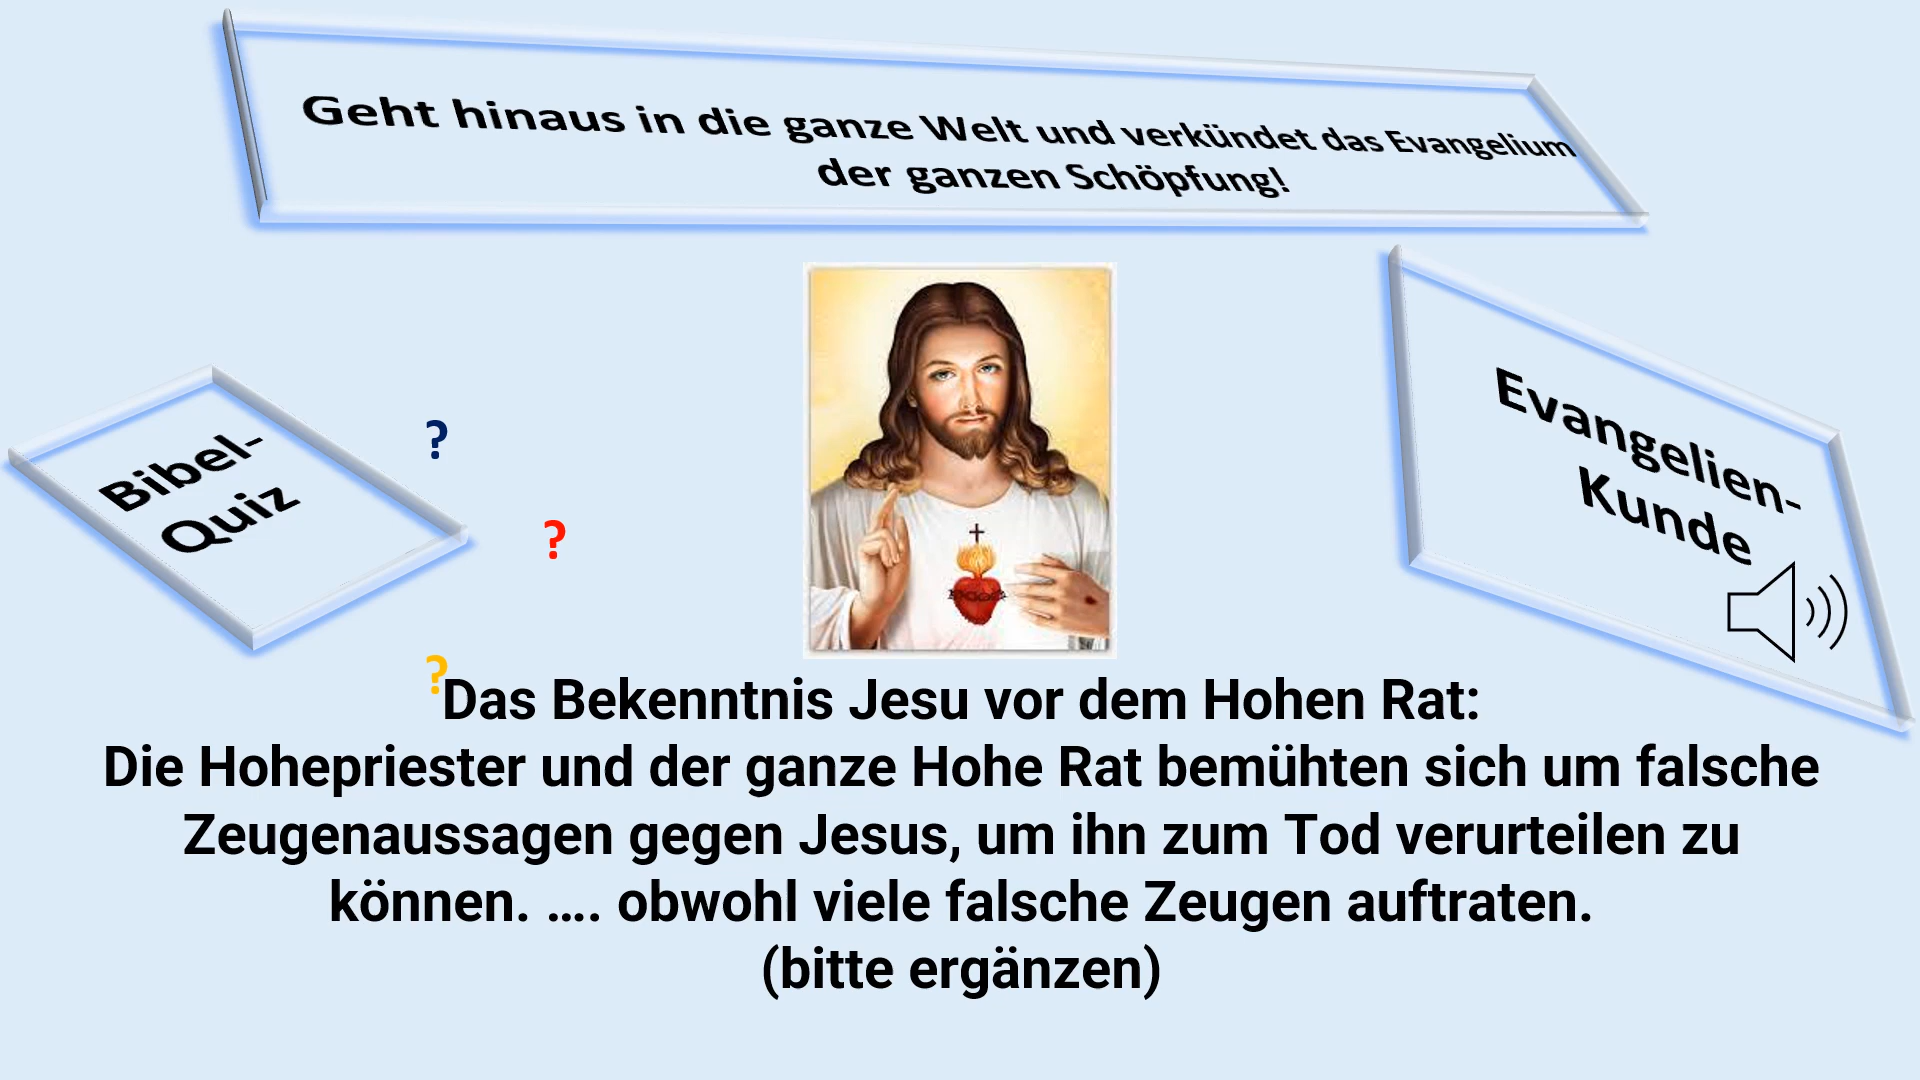 Geht hinaus in die ganze Welt und verkündet das Evangelium
der ganzen Schöpfung!
Bibel-
Quiz
?
?
?
Evangelien-
Kunde
Das Bekenntnis Jesu vor dem Hohen Rat:
Die Hohepriester und der ganze Hohe Rat bemühten sich um falsche
Zeugenaussagen gegen Jesus, um ihn zum Tod verurteilen zu
können. …. obwohl viele falsche Zeugen auftraten.
(bitte ergänzen)